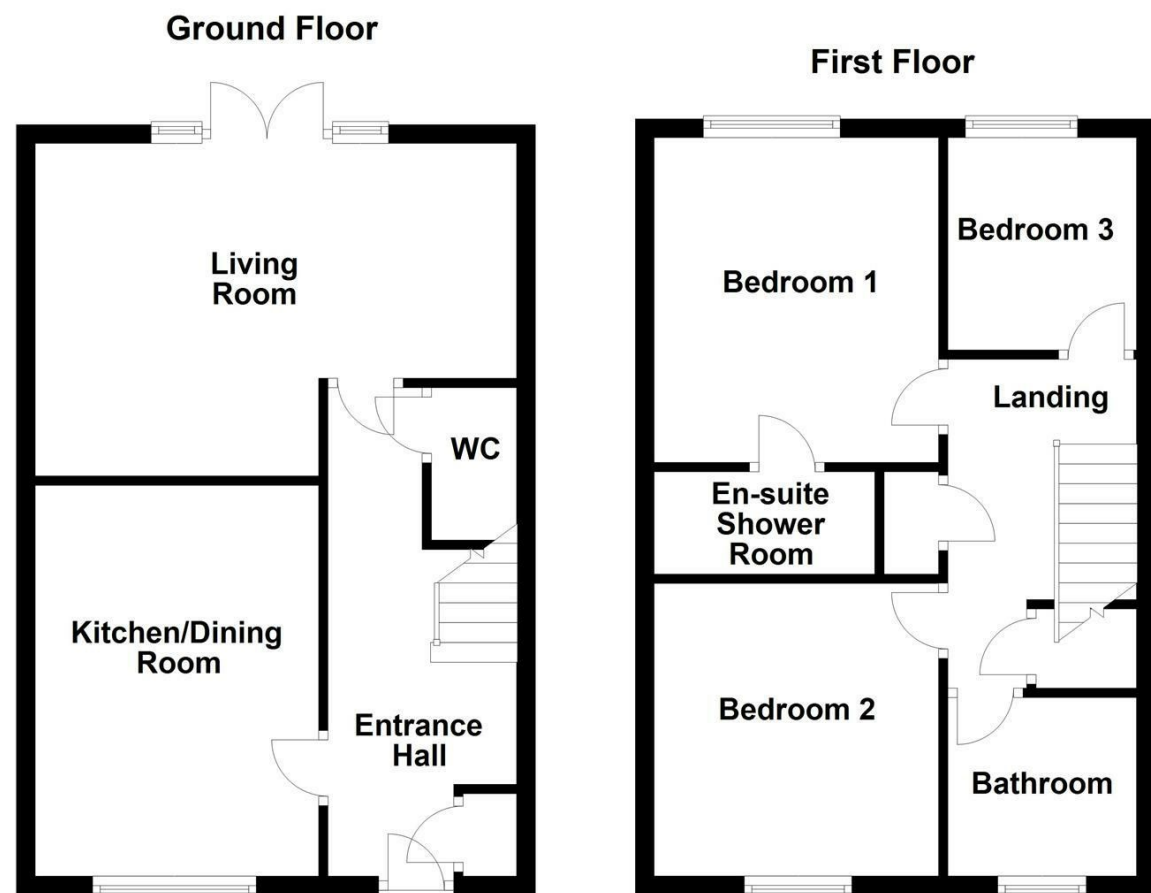 Ground Floor
Living
Room
WC
Kitchen/Dining
Room
Entrance
Hall
First Floor
Bedroom 3
Bedroom 1
Landing
En-suite
Shower
Room
Bedroom 2
Bathroom